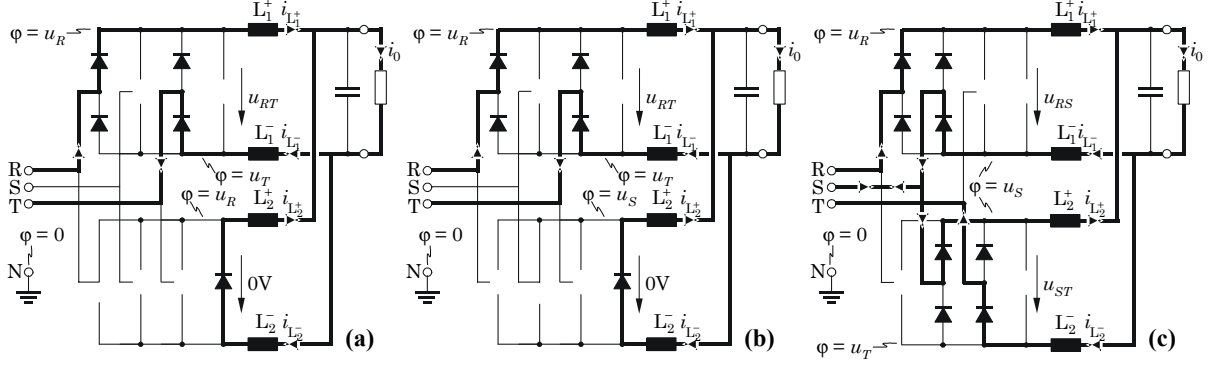 φ = u_R
L₁⁺ i_L₁⁺
i₀
u_RT
L₁⁻ i_L₁⁻
R
S
T
φ = u_T
φ = u_R
L₂⁺ i_L₂⁺
φ = 0
N
0V
L₂⁻ i_L₂⁻
(a)
φ = u_R
L₁⁺ i_L₁⁺
i₀
u_RT
L₁⁻ i_L₁⁻
R
S
T
φ = u_T
φ = u_S
L₂⁺ i_L₂⁺
φ = 0
N
0V
L₂⁻ i_L₂⁻
(b)
φ = u_R
L₁⁺ i_L₁⁺
i₀
u_RS
L₁⁻ i_L₁⁻
R
S
T
φ = u_S
L₂⁺ i_L₂⁺
φ = 0
N
u_ST
φ = u_T
L₂⁻ i_L₂⁻
(c)